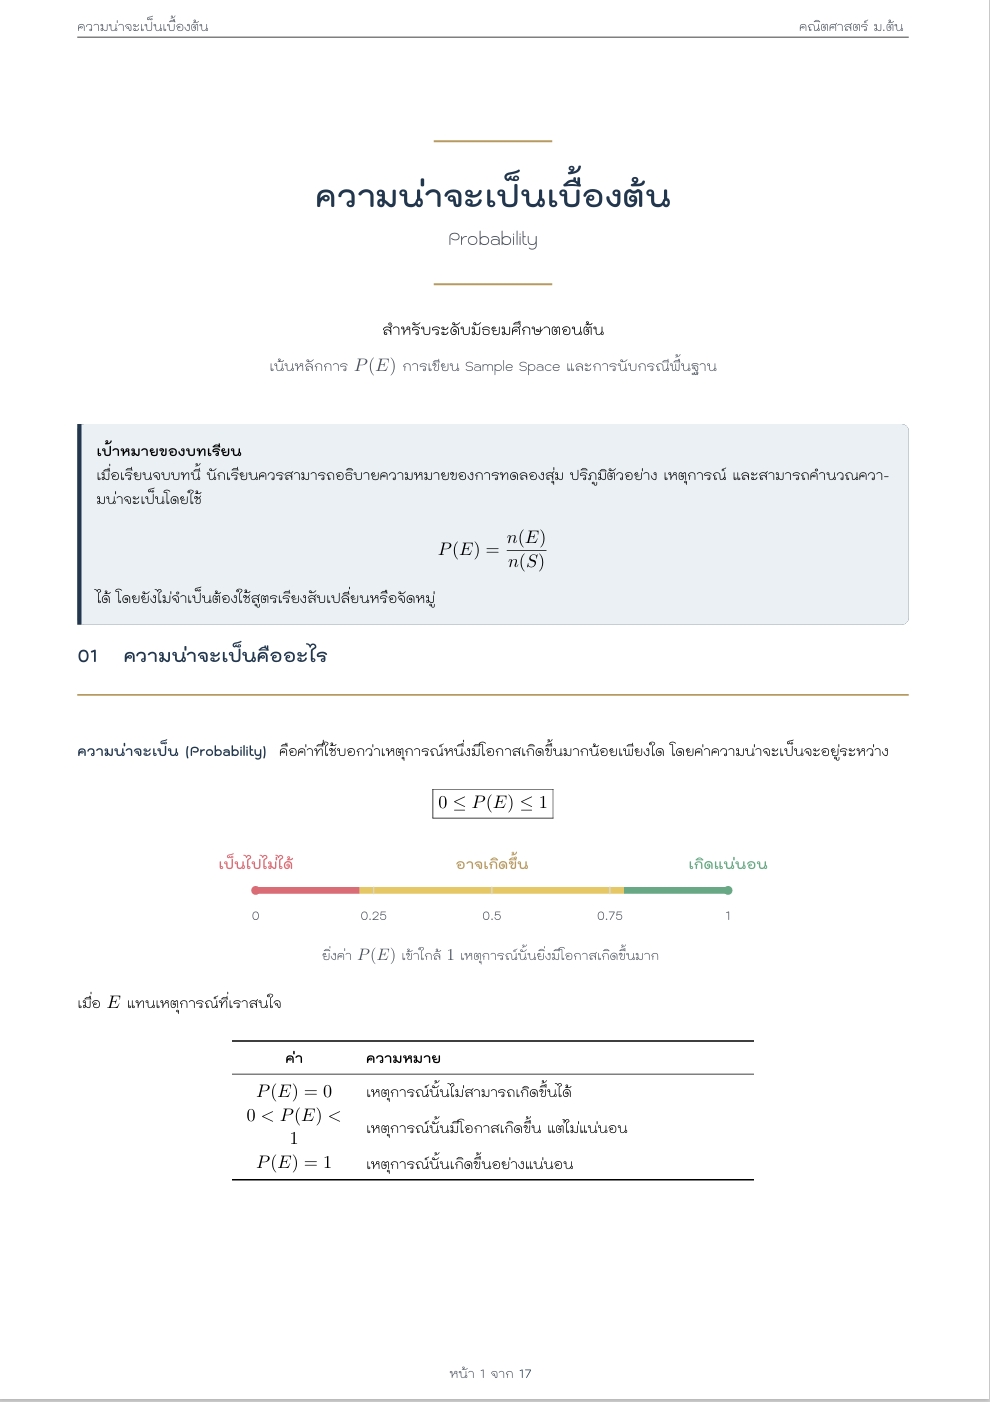 ความน่าจะเป็นเบื้องต้น คณิตศาสตร์ ม.ต้น
ความน่าจะเป็นเบื้องต้น
Probability
สำหรับระดับมัธยมศึกษาตอนต้น
เน้นหลักการ P(E) การเขียน Sample Space และการนับกรณีพื้นฐาน
เป้าหมายของบทเรียน
เมื่อเรียนจบบทนี้ นักเรียนควรสามารถอธิบายความหมายของการทดลองสุ่ม ปริภูมิตัวอย่าง เหตุการณ์ และสามารถคำนวณควา-
มน่าจะเป็นโดยใช้
P(E) = n(E)/n(S)
ได้ โดยยังไม่จำเป็นต้องใช้สูตรเรียงสับเปลี่ยนหรือจัดหมู่
01 ความน่าจะเป็นคืออะไร
ความน่าจะเป็น (Probability) คือค่าที่ใช้บอกว่าเหตุการณ์หนึ่งมีโอกาสเกิดขึ้นมากน้อยเพียงใด โดยค่าความน่าจะเป็นจะอยู่ระหว่าง
0 ≤ P(E) ≤ 1
เป็นไปไม่ได้ อาจเกิดขึ้น เกิดแน่นอน
0 0.25 0.5 0.75 1
ยิ่งค่า P(E) เข้าใกล้ 1 เหตุการณ์นั้นยิ่งมีโอกาสเกิดขึ้นมาก
เมื่อ E แทนเหตุการณ์ที่เราสนใจ
ค่า ความหมาย
P(E) = 0 เหตุการณ์นั้นไม่สามารถเกิดขึ้นได้
0 < P(E) <
1 เหตุการณ์นั้นมีโอกาสเกิดขึ้น แต่ไม่แน่นอน
P(E) = 1 เหตุการณ์นั้นเกิดขึ้นอย่างแน่นอน
หน้า 1 จาก 17